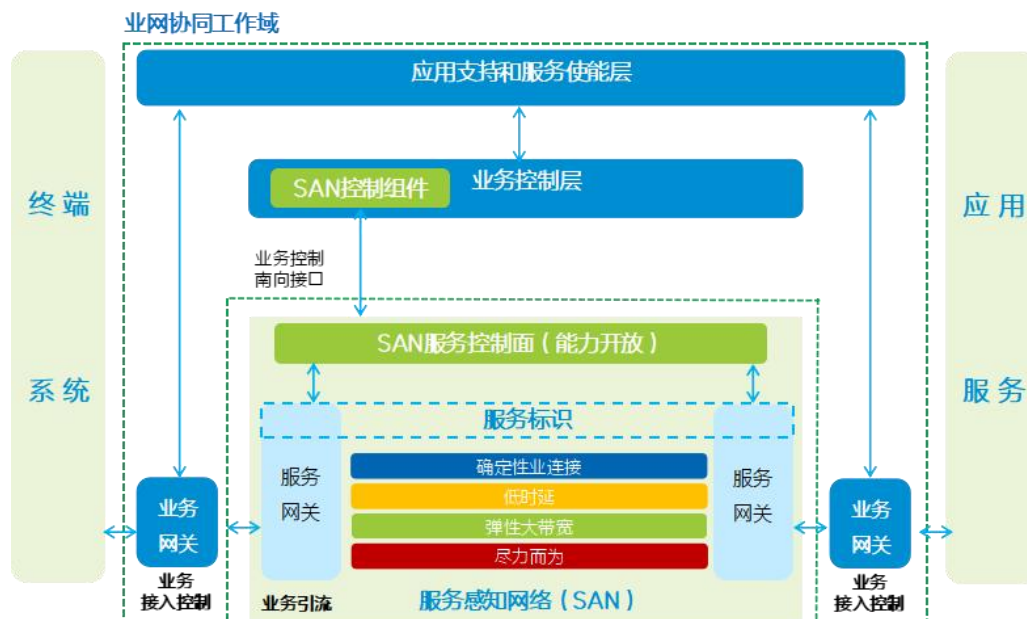 业网协同工作域
应用支持和服务使能层
SAN控制组件
业务控制层
终端
系统
应用
服务
业务控制
南向接口
SAN服务控制面(能力开放)
服务标识
服务
网关
确定性业连接
低时延
弹性大带宽
尽力而为
服务
网关
业务
网关
业务
网关
业务
接入控制
业务引流
服务感知网络(SAN)
业务
接入控制